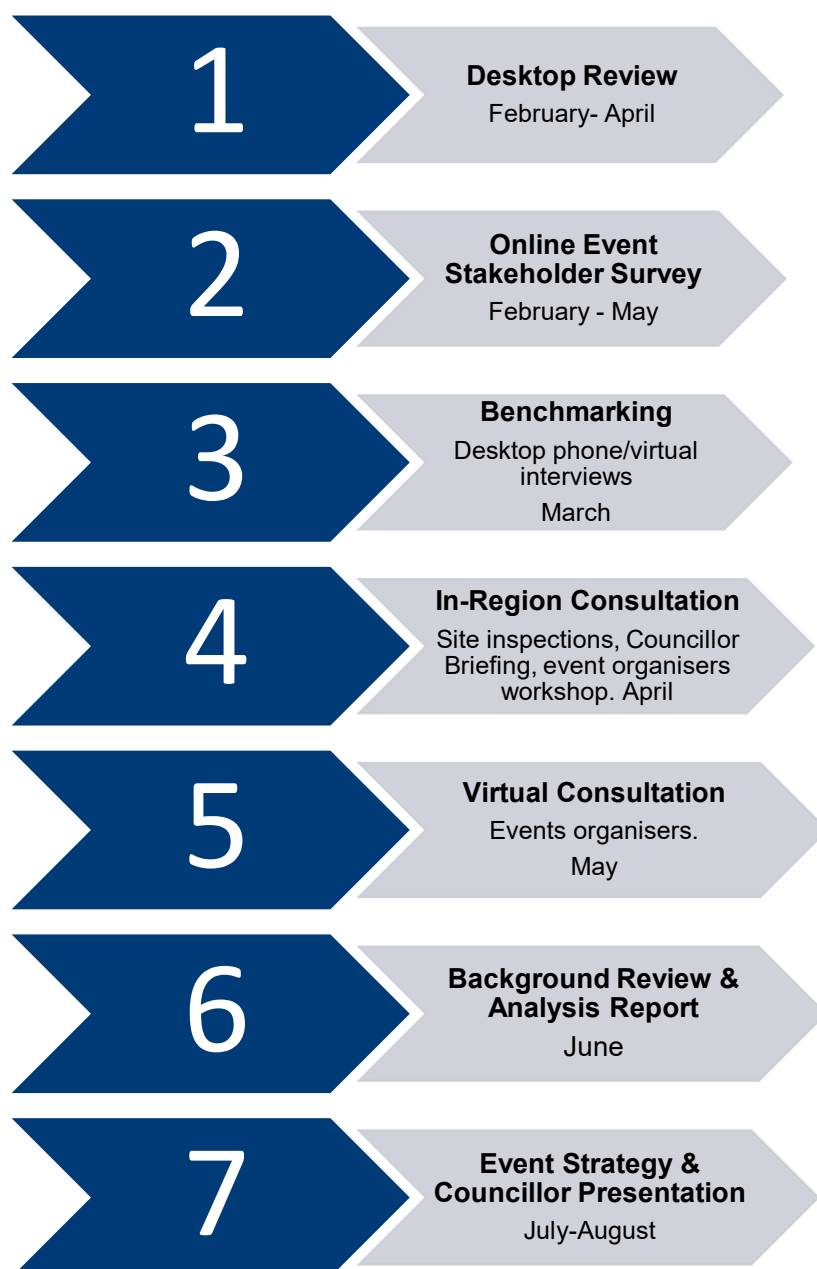 1
Desktop Review
February- April
2
Online Event
Stakeholder Survey
February - May
3
Benchmarking
Desktop phone/virtual
interviews
March
4
In-Region Consultation
Site inspections, Councillor
Briefing, event organisers
workshop. April
5
Virtual Consultation
Events organisers.
May
6
Background Review &
Analysis Report
June
7
Event Strategy &
Councillor Presentation
July-August